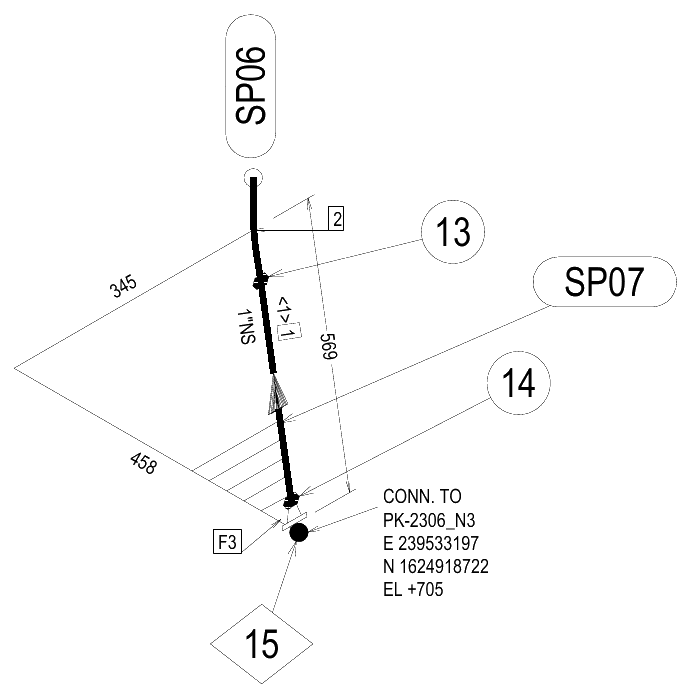 SP06
2
13
345
SP07
<1> 1
1"NS
569
14
458
CONN. TO
PK-2306_N3
E 239533197
N 1624918722
EL +705
F3
15